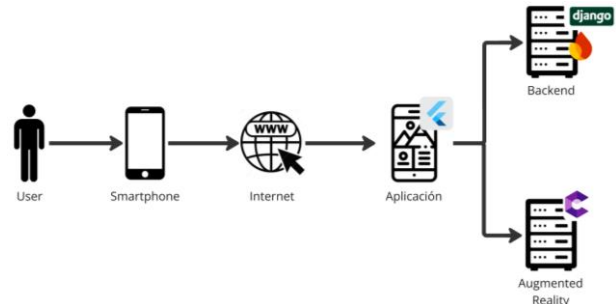 django
Backend
WWW
User
Smartphone
Internet
Aplicación
Augmented
Reality